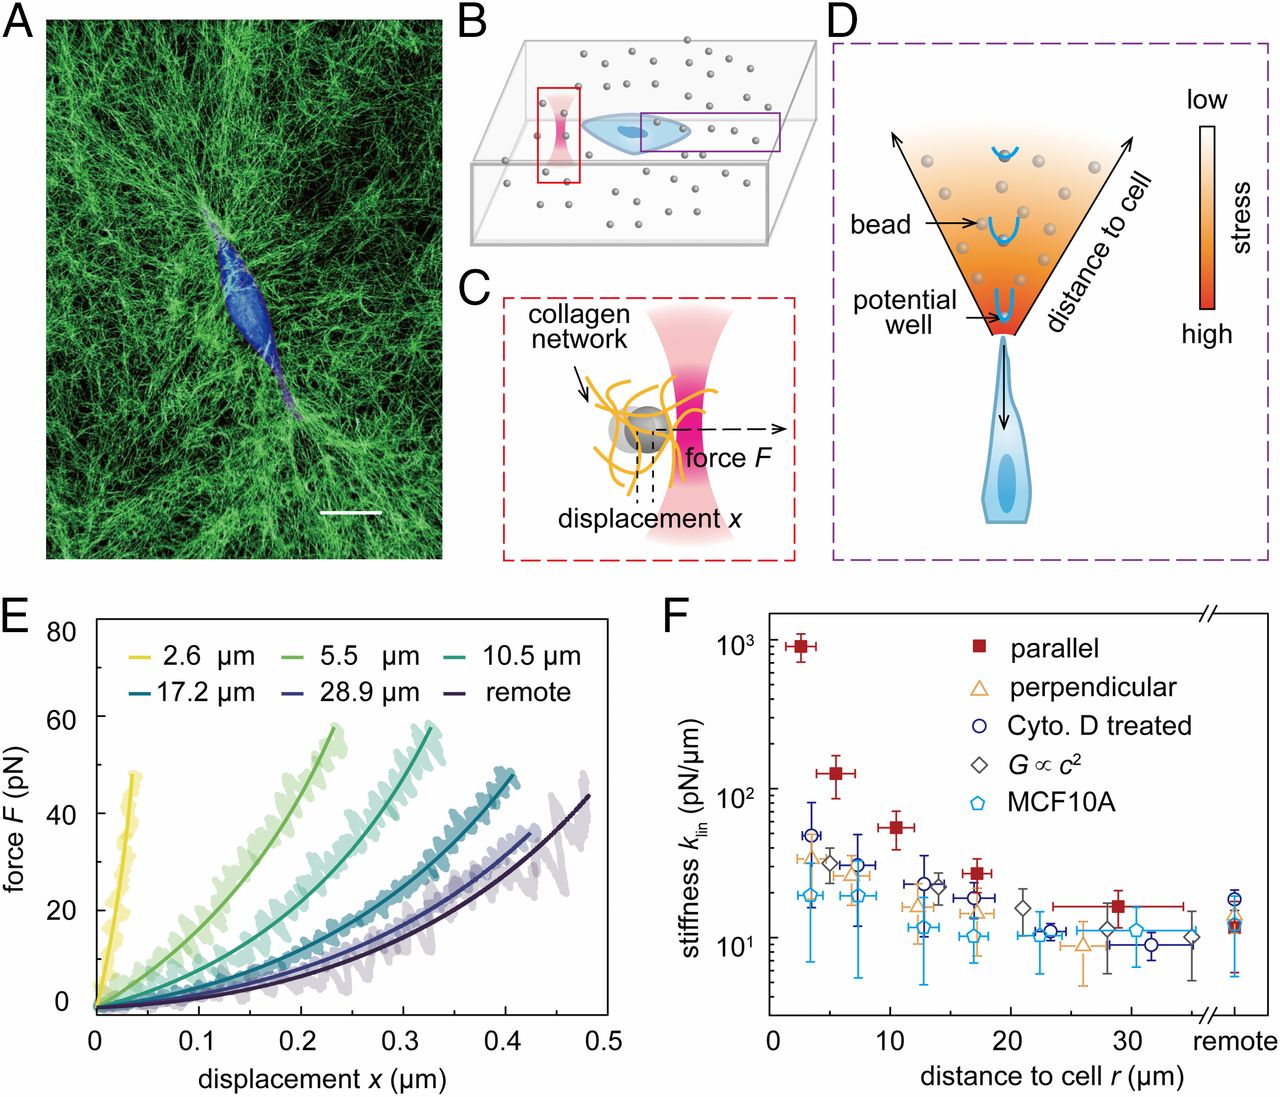 A
B
C
collagen
network
force F
displacement x
D
low
stress
high
bead
potential
well
distance to cell
E
80
60
40
20
0
force F (pN)
2.6 µm
5.5 µm
10.5 µm
17.2 µm
28.9 µm
remote
0
0.1
0.2
0.3
0.4
0.5
displacement x (µm)
F
10³
10²
10¹
stiffness k_lin (pN/µm)
parallel
perpendicular
Cyto. D treated
G ∝ c²
MCF10A
0
10
20
30
remote
distance to cell r (µm)